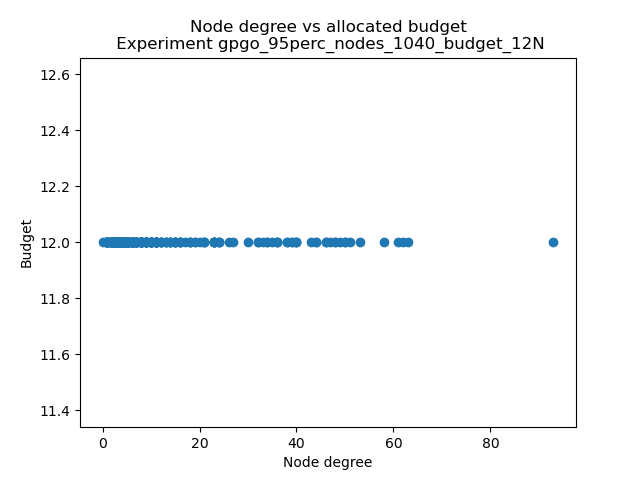 Node degree vs allocated budget
Experiment gpgo_95perc_nodes_1040_budget_12N
12.6
12.4
12.2
12.0
11.8
11.6
11.4
Budget
0 20 40 60 80
Node degree